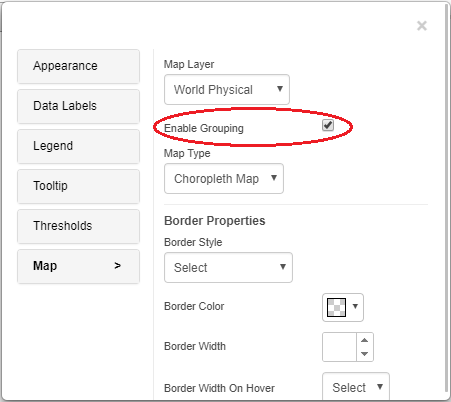 ×
Appearance
Data Labels
Legend
Tooltip
Thresholds
Map >
Map Layer
World Physical
Enable Grouping
Map Type
Choropleth Map
Border Properties
Border Style
Select
Border Color
Border Width
Border Width On Hover
Select